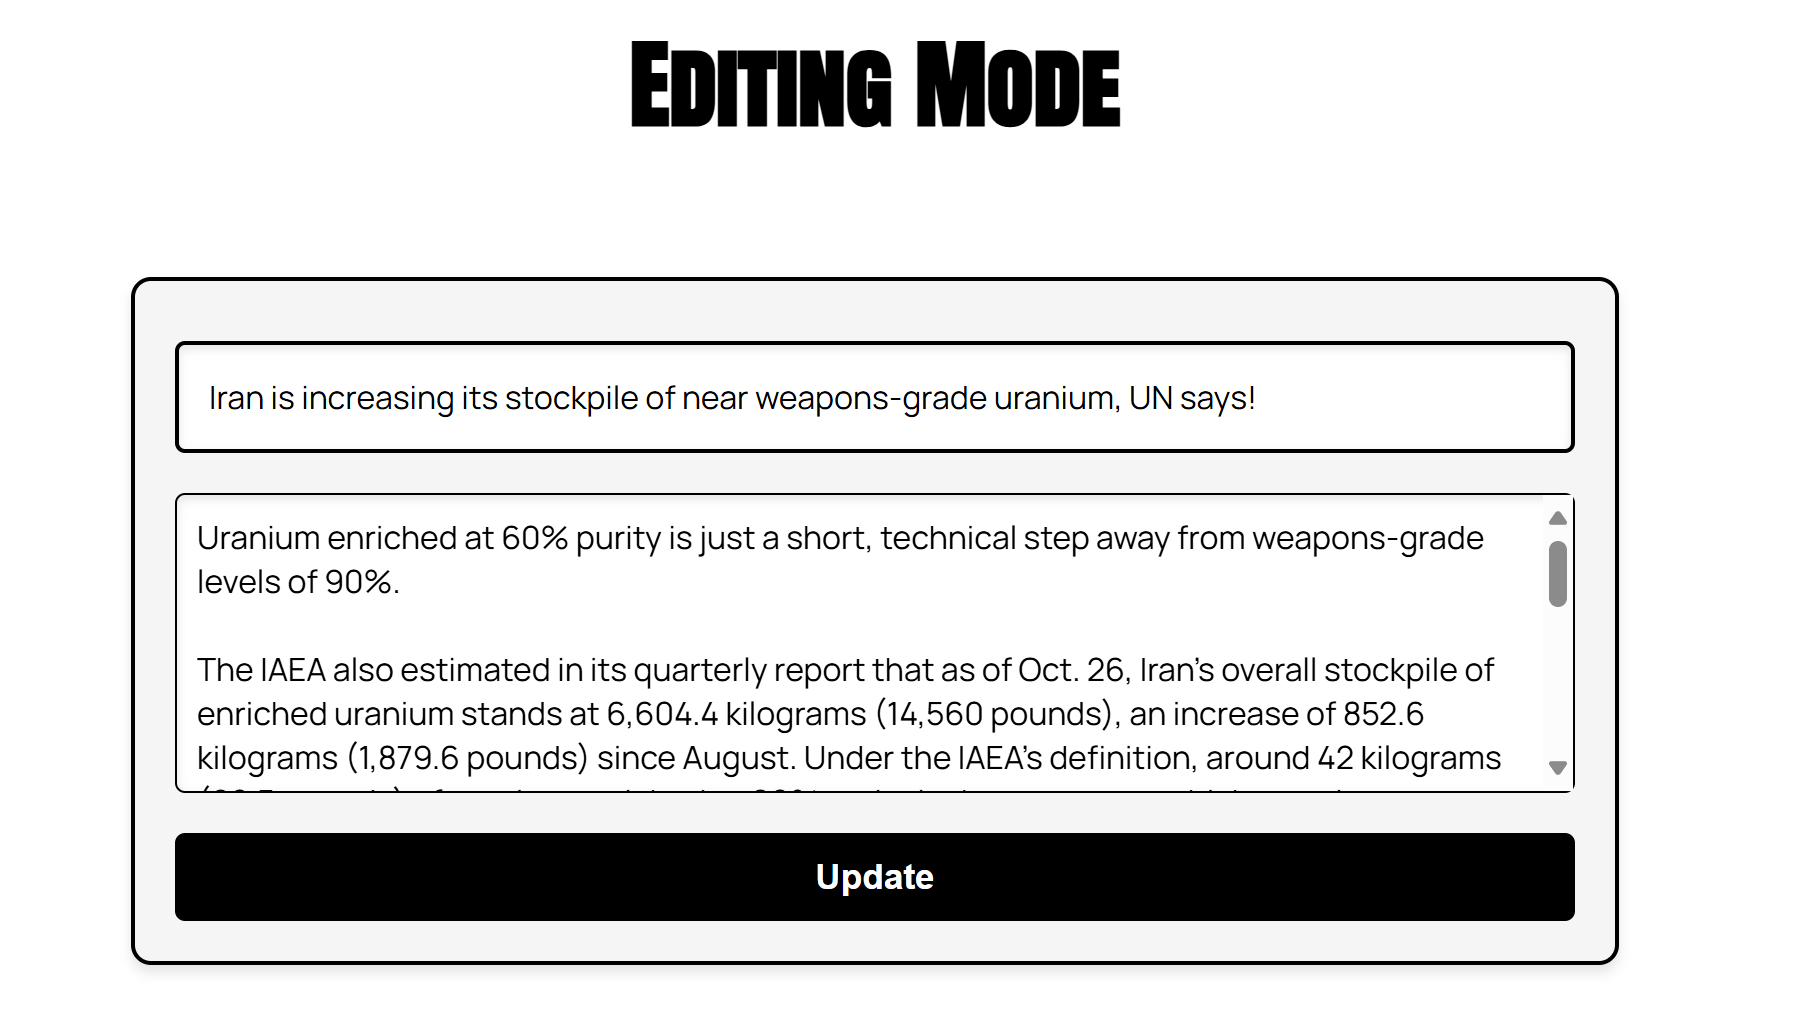 EDITING MODE
Iran is increasing its stockpile of near weapons-grade uranium, UN says!
Uranium enriched at 60% purity is just a short, technical step away from weapons-grade
levels of 90%.
The IAEA also estimated in its quarterly report that as of Oct. 26, Iran’s overall stockpile of
enriched uranium stands at 6,604.4 kilograms (14,560 pounds), an increase of 852.6
kilograms (1,879.6 pounds) since August. Under the IAEA’s definition, around 42 kilograms
Update